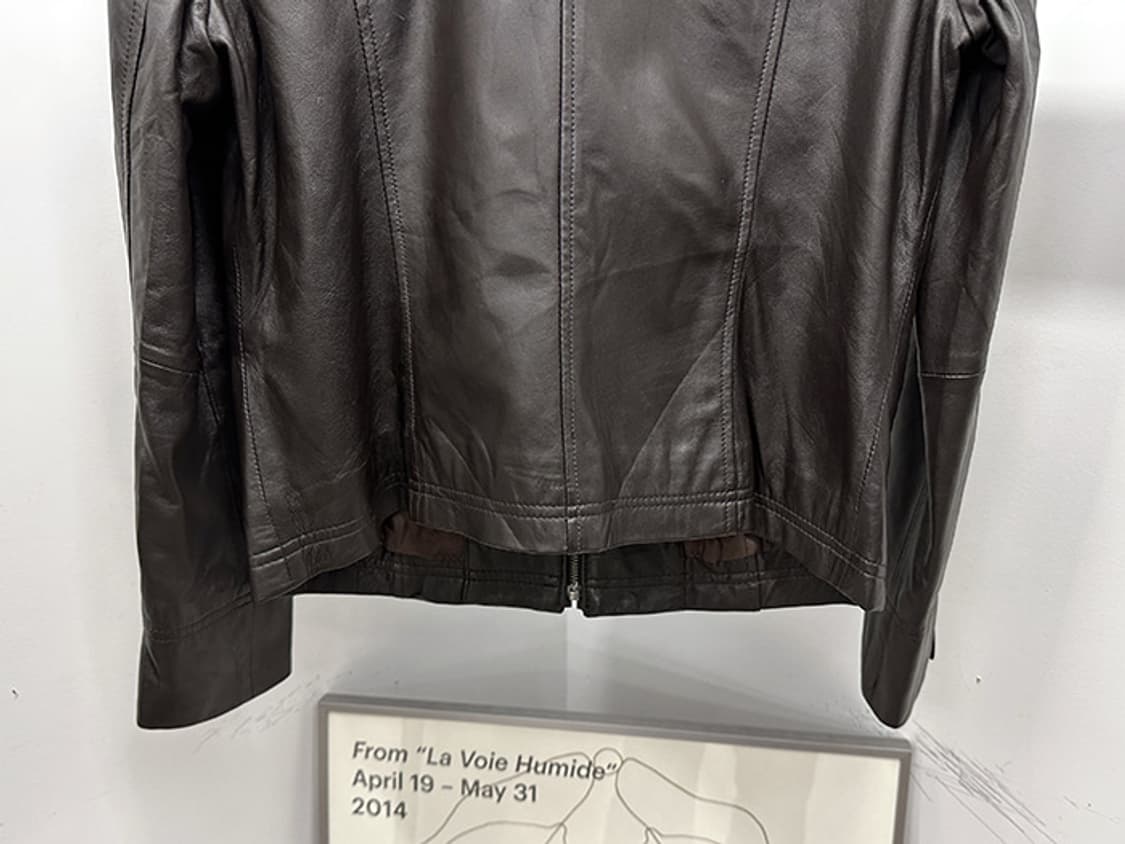 From “La Voie Humide“
April 19 – May 31
2014